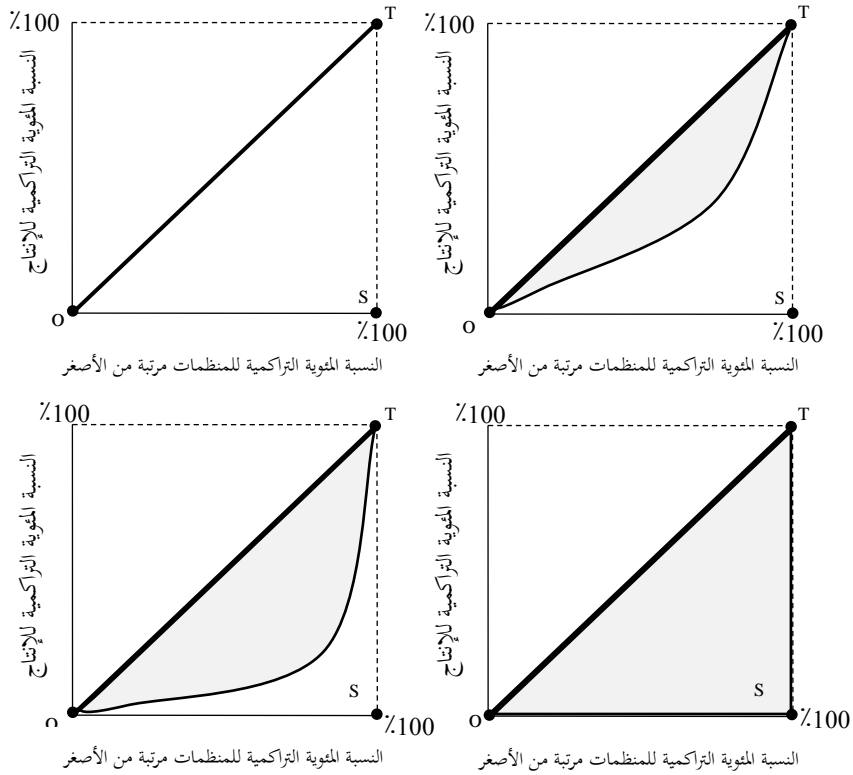 ٪100
T
النسبة المئوية التراكمية للإنتاج
S
O
٪100
النسبة المئوية التراكمية للمنظمات مرتبة من الأصغر
٪100
T
النسبة المئوية التراكمية للإنتاج
S
O
٪100
النسبة المئوية التراكمية للمنظمات مرتبة من الأصغر
٪100
T
النسبة المئوية التراكمية للإنتاج
S
O
٪100
النسبة المئوية التراكمية للمنظمات مرتبة من الأصغر
٪100
T
النسبة المئوية التراكمية للإنتاج
S
O
٪100
النسبة المئوية التراكمية للمنظمات مرتبة من الأصغر